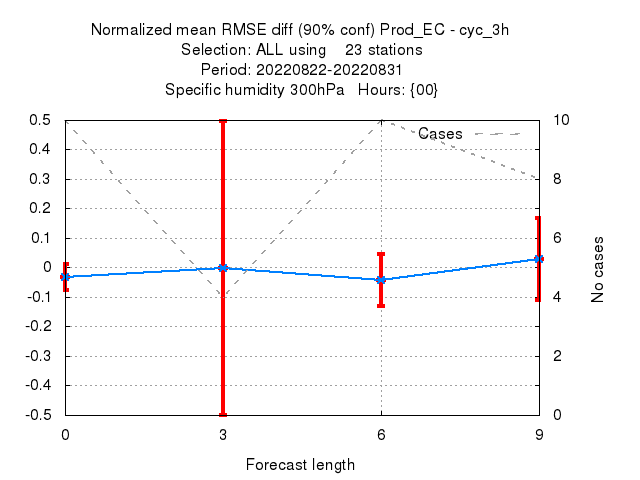 Normalized mean RMSE diff (90% conf) Prod_EC - cyc_3h
Selection: ALL using 23 stations
Period: 20220822-20220831
Specific humidity 300hPa Hours: {00}
0.5
0.4
0.3
0.2
0.1
0
-0.1
-0.2
-0.3
-0.4
-0.5
Cases
10
8
6
4
2
0
No cases
0 3 6 9
Forecast length